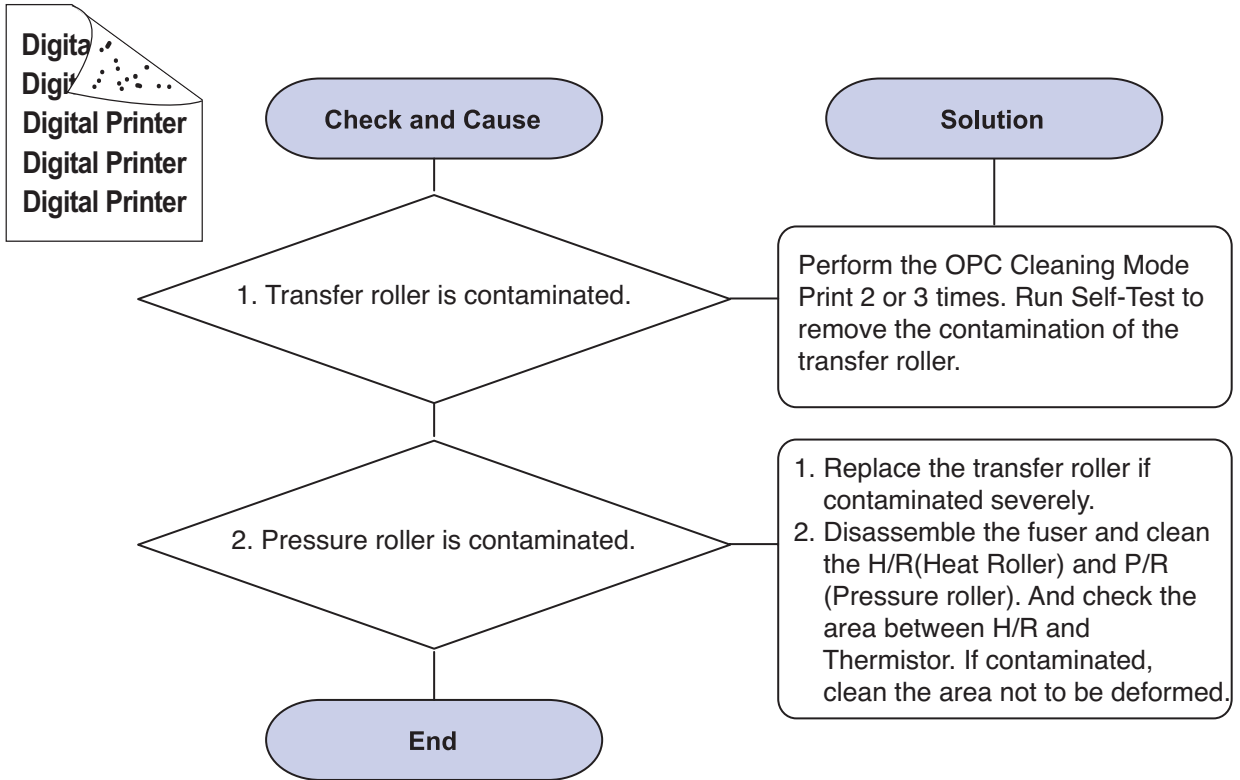 Digita
Digit
Digital Printer
Digital Printer
Digital Printer
Check and Cause
Solution
1. Transfer roller is contaminated.
Perform the OPC Cleaning Mode
Print 2 or 3 times. Run Self-Test to
remove the contamination of the
transfer roller.
2. Pressure roller is contaminated.
1. Replace the transfer roller if
contaminated severely.
2. Disassemble the fuser and clean
the H/R(Heat Roller) and P/R
(Pressure roller). And check the
area between H/R and
Thermistor. If contaminated,
clean the area not to be deformed.
End